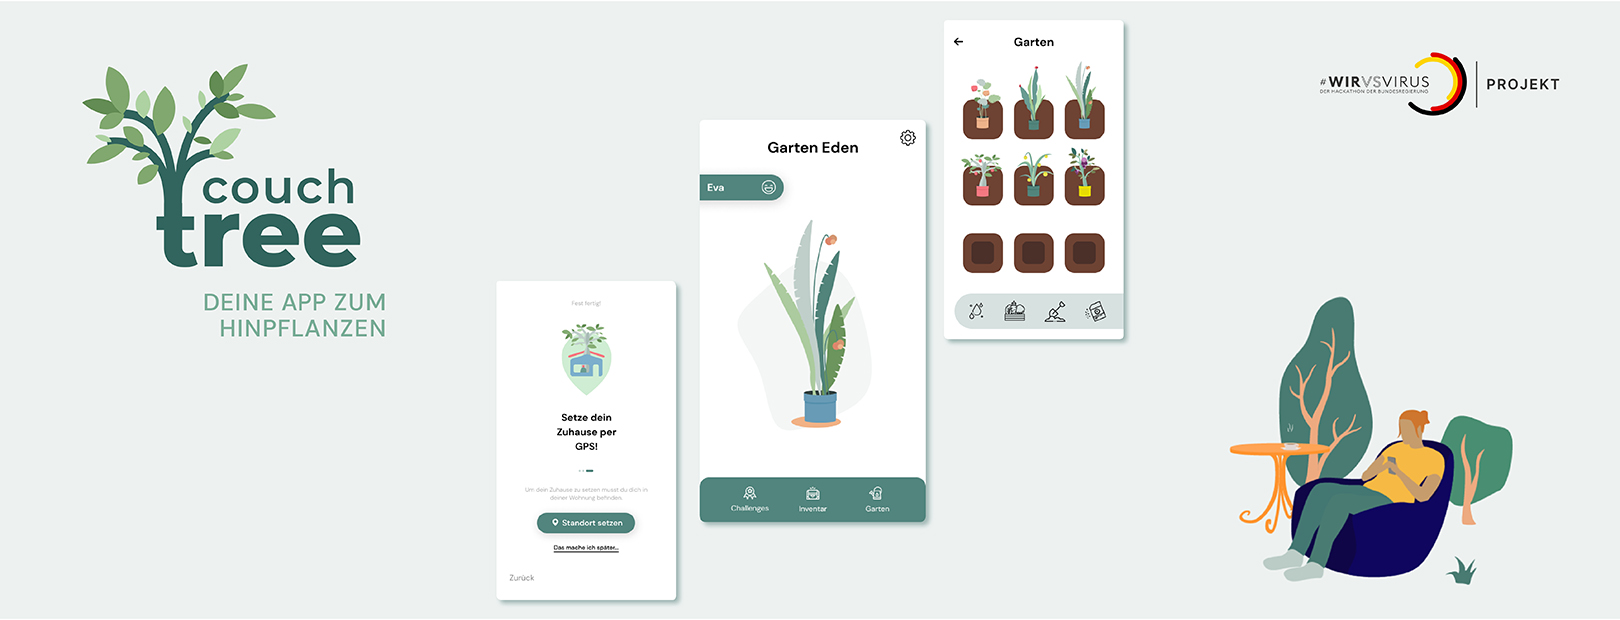 couch
tree
DEINE APP ZUM
HINPFLANZEN
Fast fertig!
Setze dein
Zuhause per
GPS!
Um dein Zuhause zu setzen musst du dich in
deiner Wohnung befinden.
Standort setzen
Das mache ich später...
Zurück
Garten Eden
Eva
Challenges
Inventar
Garten
Garten
#WIRVSVIRUS
DER HACKATHON DER BUNDESREGIERUNG
PROJEKT